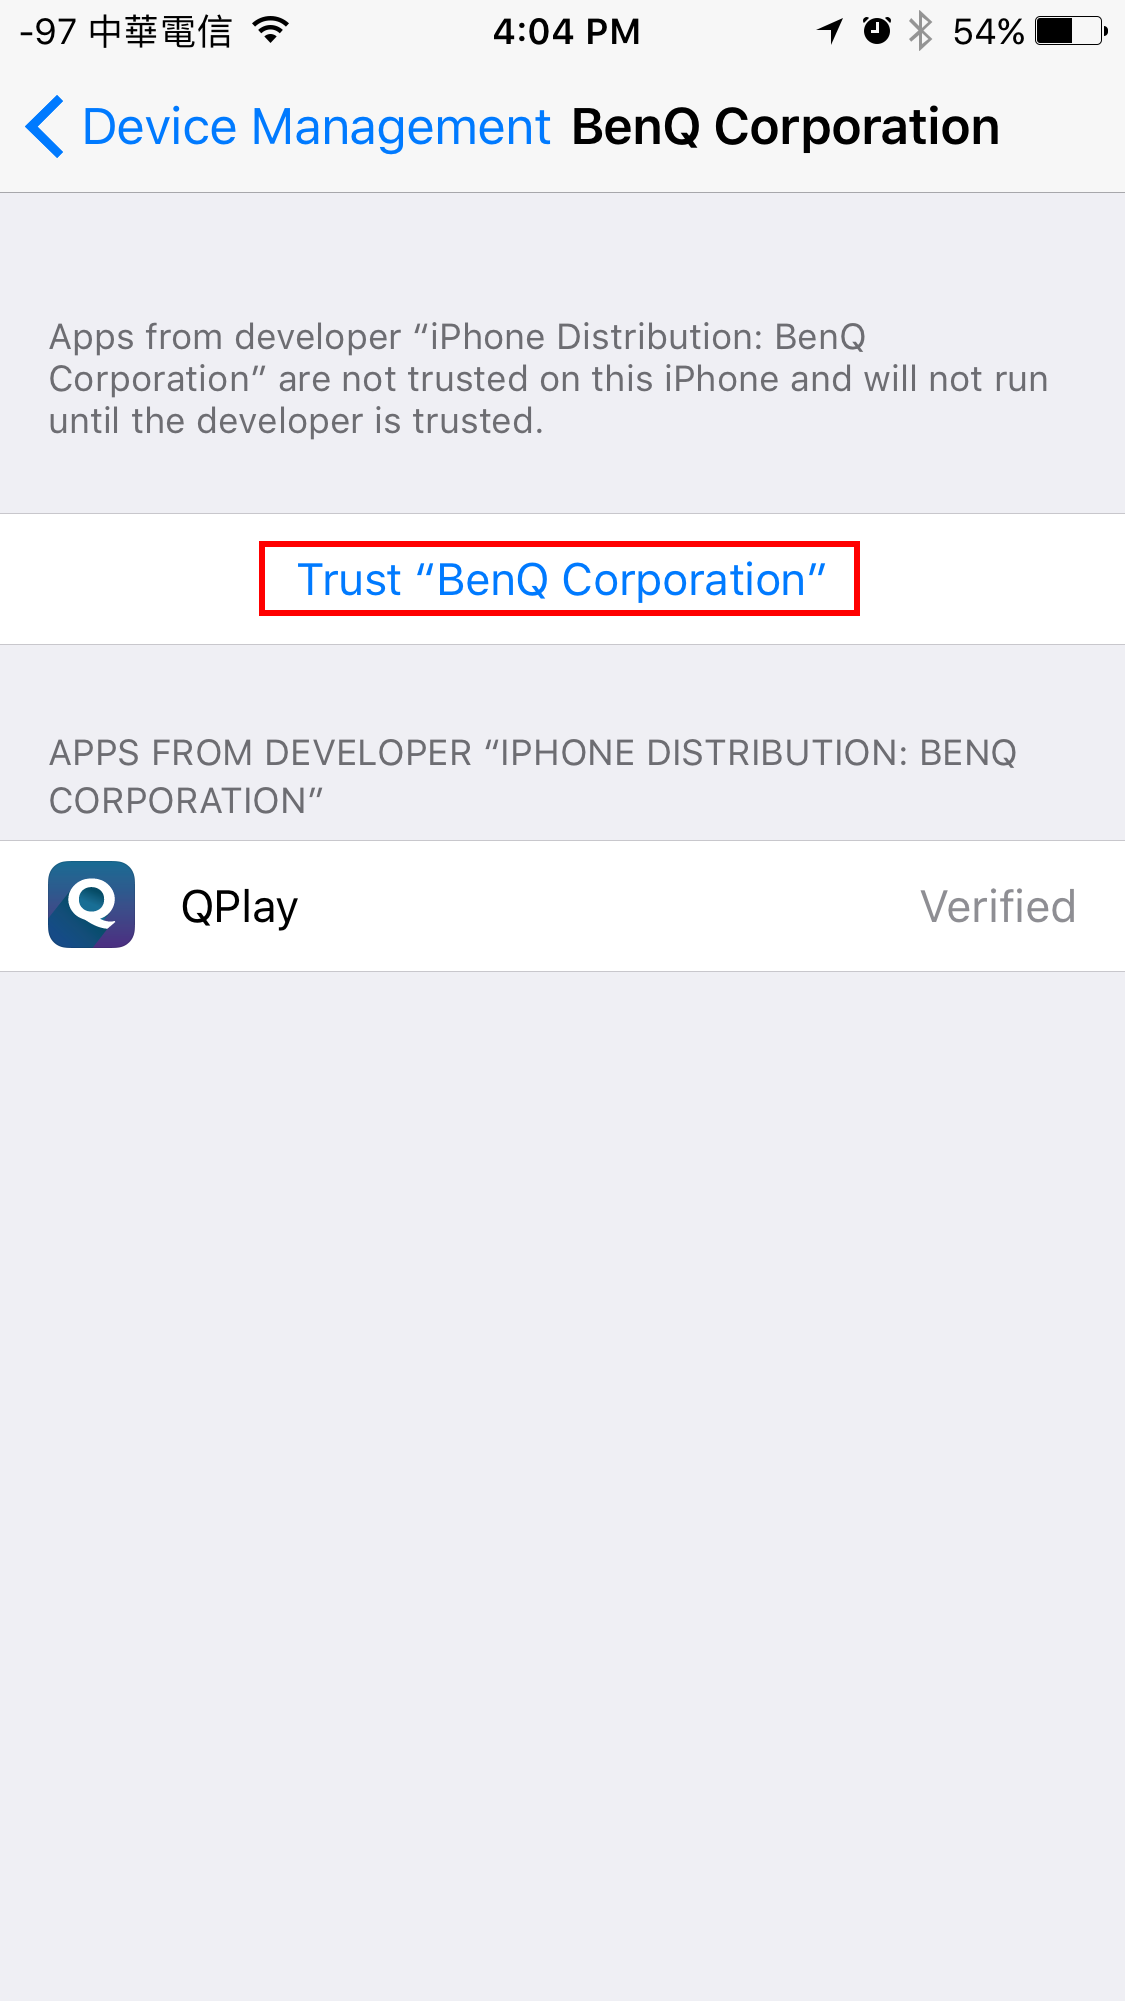 -97 中華電信 4:04 PM 54%
Device Management BenQ Corporation
Apps from developer “iPhone Distribution: BenQ
Corporation” are not trusted on this iPhone and will not run
until the developer is trusted.
Trust “BenQ Corporation”
APPS FROM DEVELOPER “IPHONE DISTRIBUTION: BENQ
CORPORATION”
QPlay Verified